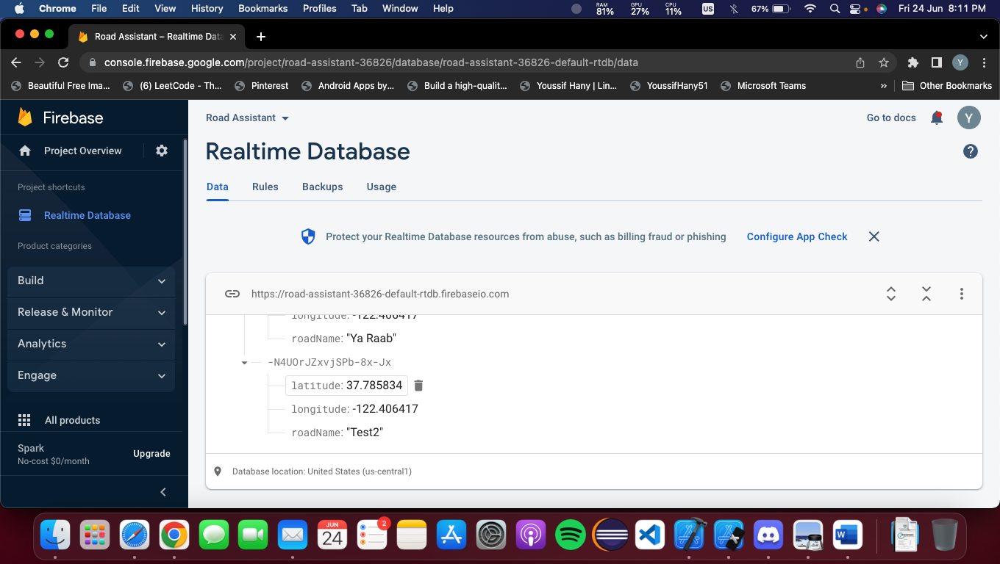 Chrome File Edit View History Bookmarks Profiles Tab Window Help RAM 81% GPU 27% CPU 11% US 67% Fri 24 Jun 8:11 PM
Road Assistant – Realtime Data
console.firebase.google.com/project/road-assistant-36826/database/road-assistant-36826-default-rtdb/data Y
Beautiful Free Ima... (6) LeetCode - Th... Pinterest Android Apps by... Build a high-qualit... Youssif Hany | Lin... YoussifHany51 Microsoft Teams » Other Bookmarks
Firebase
Project Overview
Project shortcuts
Realtime Database
Product categories
Build
Release & Monitor
Analytics
Engage
All products
Spark
No-cost $0/month
Upgrade
Road Assistant
Go to docs
Y
Realtime Database
Data Rules Backups Usage
Protect your Realtime Database resources from abuse, such as billing fraud or phishing Configure App Check
https://road-assistant-36826-default-rtdb.firebaseio.com
longitude: -122.406417
roadName: "Ya Raab"
-N4UOrJZxvjSPb-8x-Jx
latitude: 37.785834
longitude: -122.406417
roadName: "Test2"
Database location: United States (us-central1)
JUN
24
2
W